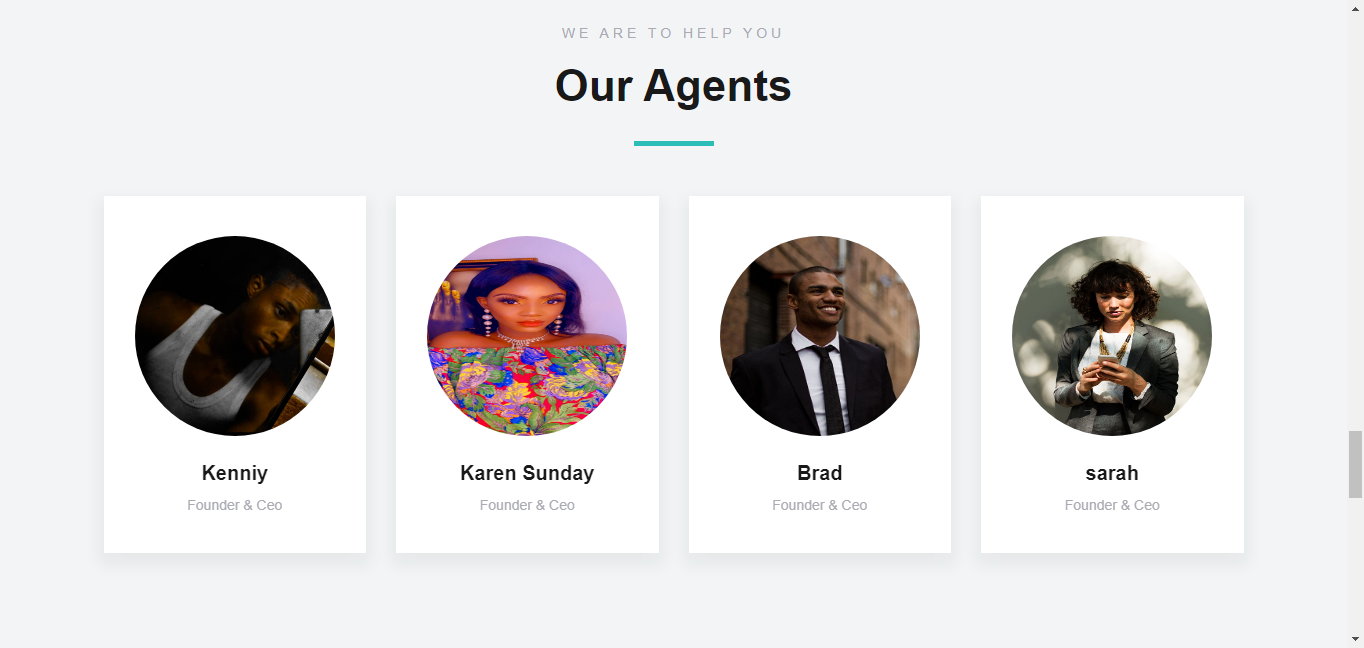 WE ARE TO HELP YOU
Our Agents
Kenniy
Founder & Ceo
Karen Sunday
Founder & Ceo
Brad
Founder & Ceo
sarah
Founder & Ceo